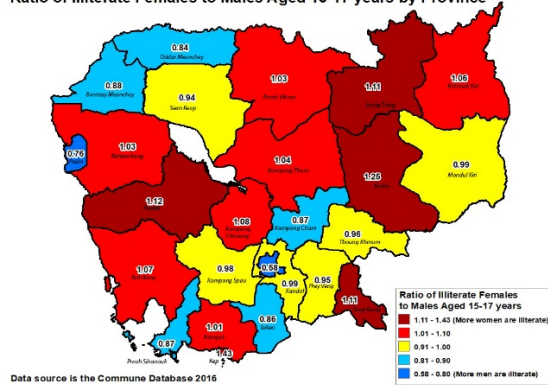 Ratio of Illiterate Females to Males Aged 15-17 years by Province
0.84
Oddar Meanchey
0.88
Banteay Meanchey
0.94
Siem Reap
1.03
Preah Vihear
1.11
Stung Treng
1.06
Ratanak Kiri
0.76
Pailin
1.03
Battambang
1.04
Kampong Thom
1.25
Kratie
0.99
Mondul Kiri
1.12
1.08
Kampong
Chhnang
0.87
Kampong Cham
0.96
Tboung Khmum
1.07
Koh Kong
0.98
Kampong Speu
0.58
0.99
Kandal
0.95
Prey Veng
1.11
Svay Rieng
0.87
Preah Sihanouk
1.01
Kampot
1.43
Kep
0.86
Takeo
Ratio of Illiterate Females
to Males Aged 15-17 years
1.11 - 1.43 (More women are illiterate)
1.01 - 1.10
0.91 - 1.00
0.81 - 0.90
0.58 - 0.80 (More men are illiterate)
Data source is the Commune Database 2016